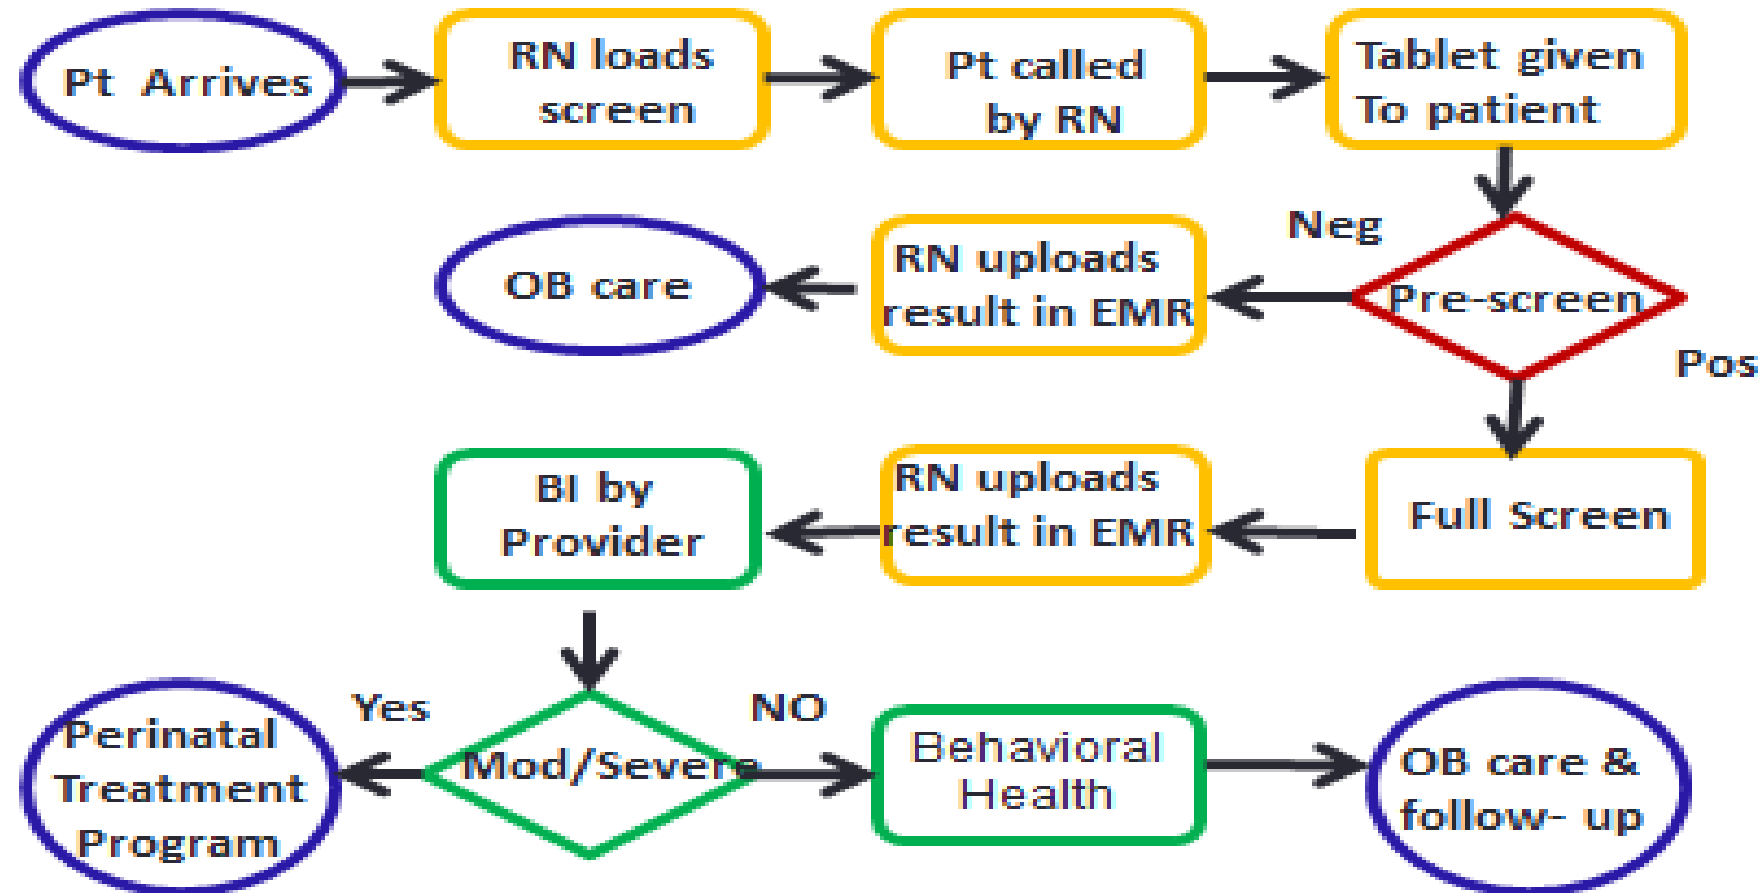 Pt Arrives
RN loads
screen
Pt called
by RN
Tablet given
To patient
Neg
OB care
RN uploads
result in EMR
Pre-screen
Pos
BI by
Provider
RN uploads
result in EMR
Full Screen
Yes
NO
Perinatal
Treatment
Program
Mod/Severe
Behavioral
Health
OB care &
follow- up